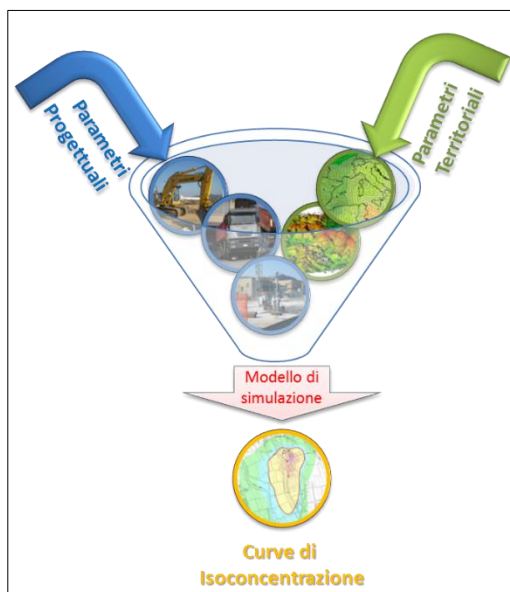 Parametri
Progettuali
Parametri
Territoriali
Modello di
simulazione
Curve di
Isoconcentrazione